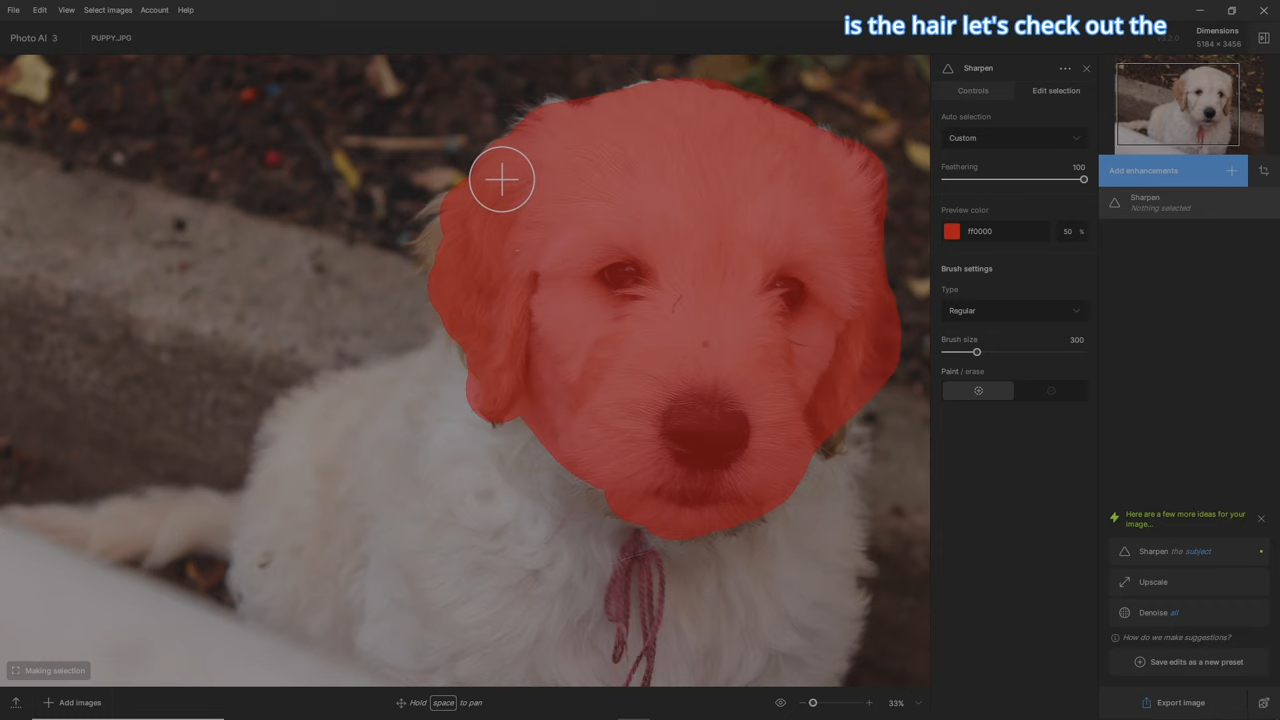 File Edit View Select images Account Help
is the hair let's check out the
Photo AI 3
PUPPY.JPG
Dimensions
5184 × 3456
Sharpen
Controls
Edit selection
Auto selection
Custom
Feathering
100
Preview color
ff0000
50 %
Brush settings
Type
Regular
Brush size
300
Paint / erase
Add enhancements
Sharpen
Nothing selected
Here are a few more ideas for your
image...
Sharpen the subject
Upscale
Denoise all
How do we make suggestions?
Save edits as a new preset
Making selection
Add images
Hold space to pan
33%
Export image